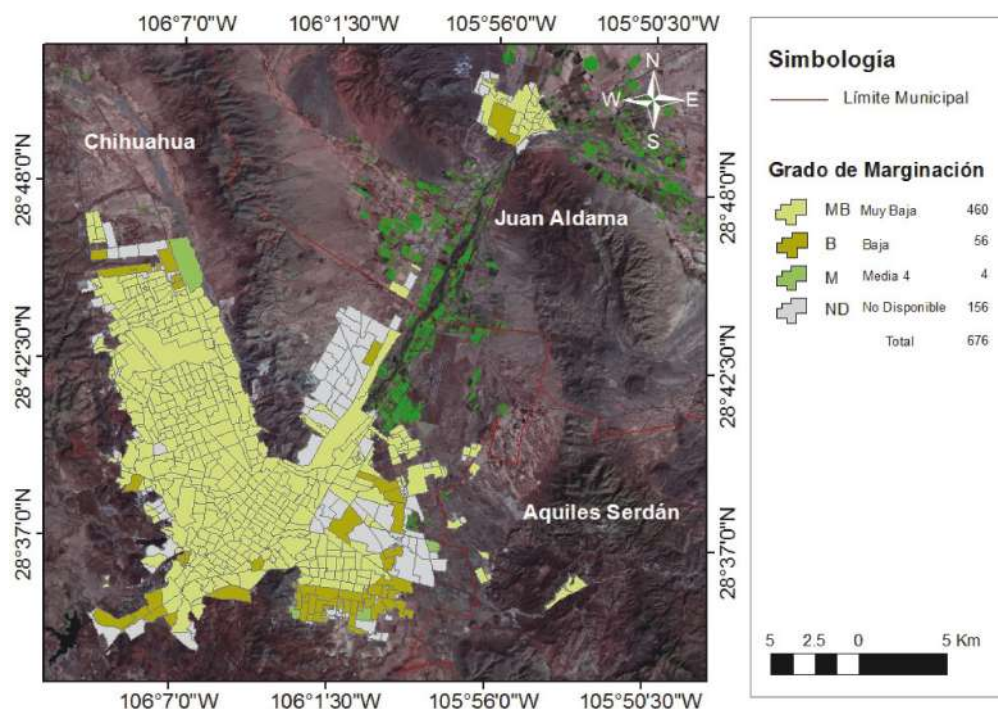 106°7'0"W 106°1'30"W 105°56'0"W 105°50'30"W
28°48'0"N
28°42'30"N
28°37'0"N
Chihuahua
Juan Aldama
Aquiles Serdán
N
W E
S
28°48'0"N
28°42'30"N
28°37'0"N
106°7'0"W 106°1'30"W 105°56'0"W 105°50'30"W
Simbología
Límite Municipal
Grado de Marginación
MB Muy Baja 460
B Baja 56
M Media 4 4
ND No Disponible 156
Total 676
5 2.5 0 5 Km